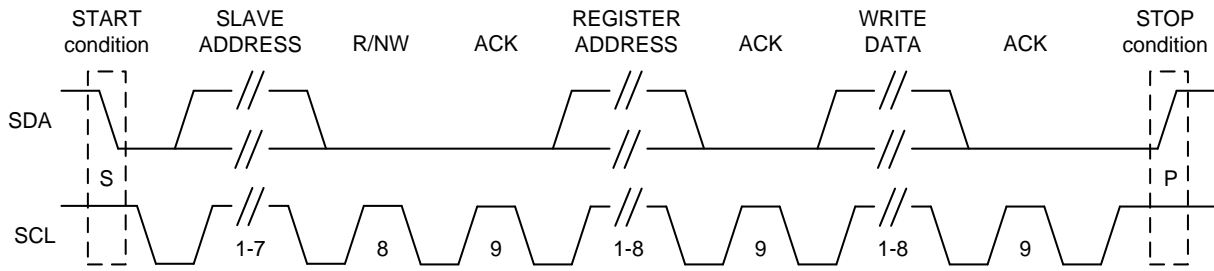 START SLAVE REGISTER WRITE STOP
condition ADDRESS R/NW ACK ADDRESS ACK DATA ACK condition
SDA
S P
SCL
1-7 8 9 1-8 9 1-8 9